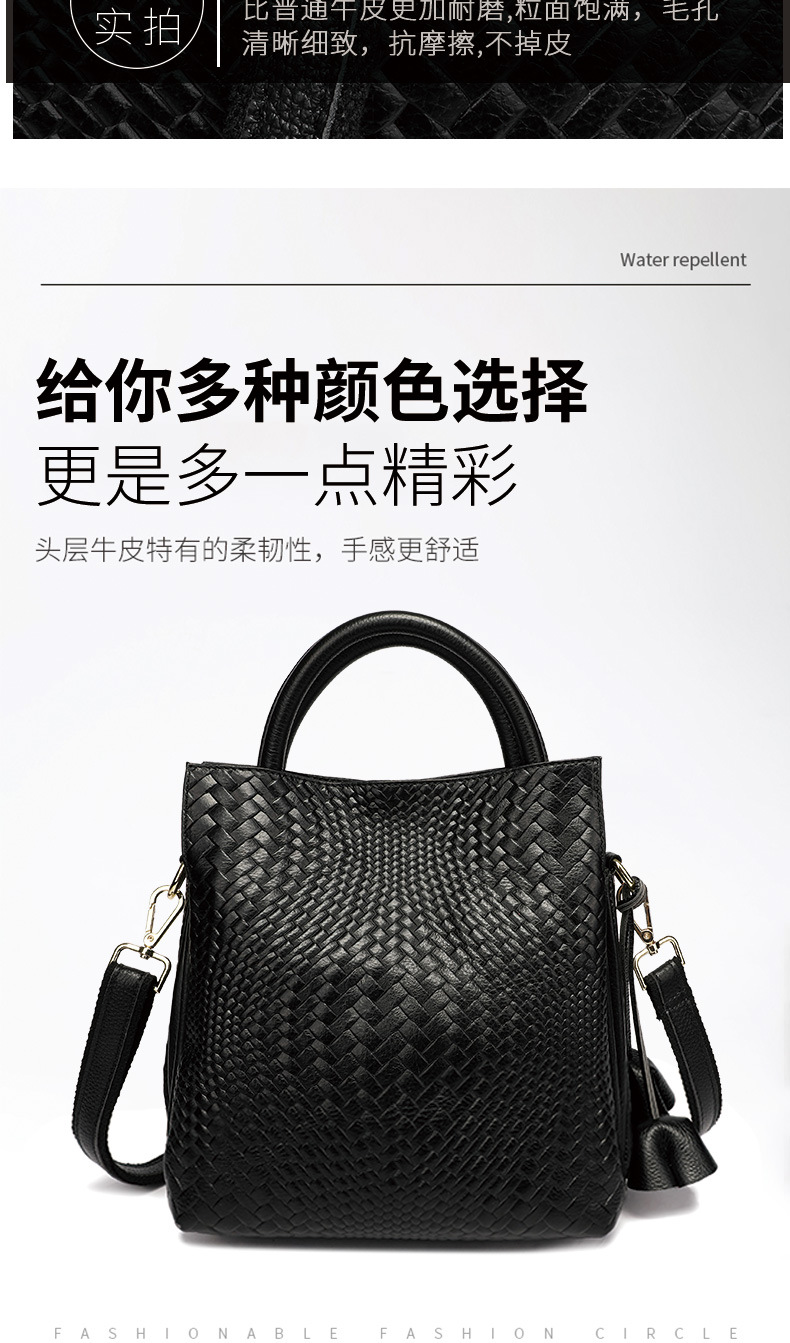 比普通牛皮更加耐磨,粒面饱满，毛孔
实拍
清晰细致，抗摩擦,不掉皮
Water repellent
给你多种颜色选择
更是多一点精彩
头层牛皮特有的柔韧性，手感更舒适
FASHIONABLE FASHION CIRCLE